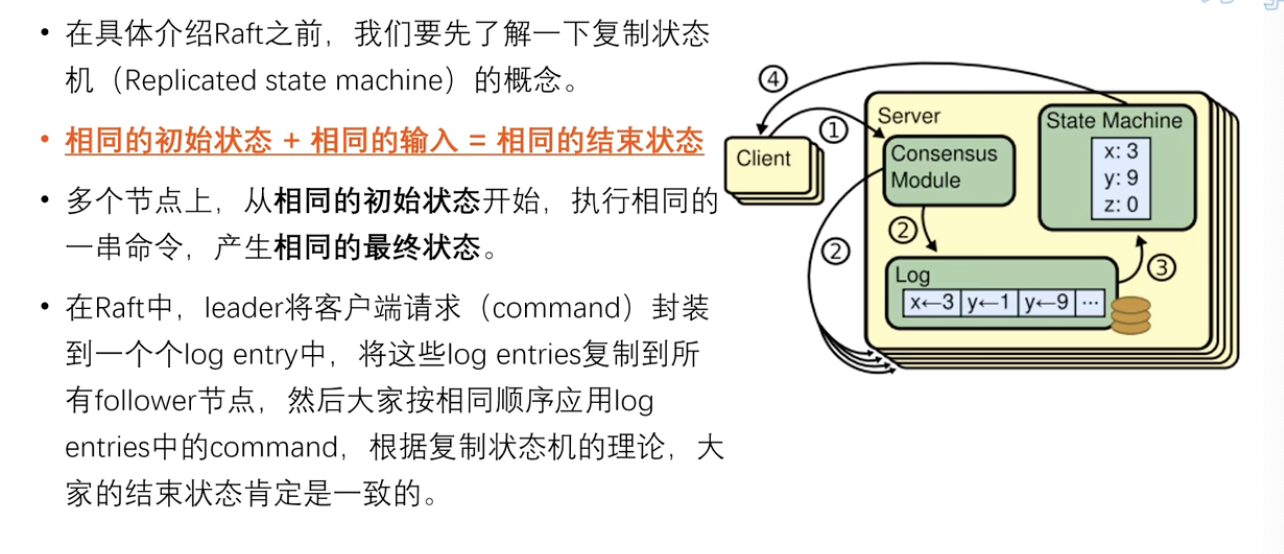 在具体介绍Raft之前，我们要先了解一下复制状态
机（Replicated state machine）的概念。
相同的初始状态 + 相同的输入 = 相同的结束状态
多个节点上，从相同的初始状态开始，执行相同的
一串命令，产生相同的最终状态。
在Raft中，leader将客户端请求（command）封装
到一个个log entry中，将这些log entries复制到所
有follower节点，然后大家按相同顺序应用log
entries中的command，根据复制状态机的理论，大
家的结束状态肯定是一致的。
④
①
Client
Server
Consensus
Module
State Machine
x: 3
y: 9
z: 0
②
②
③
Log
x←3 y←1 y←9 ...